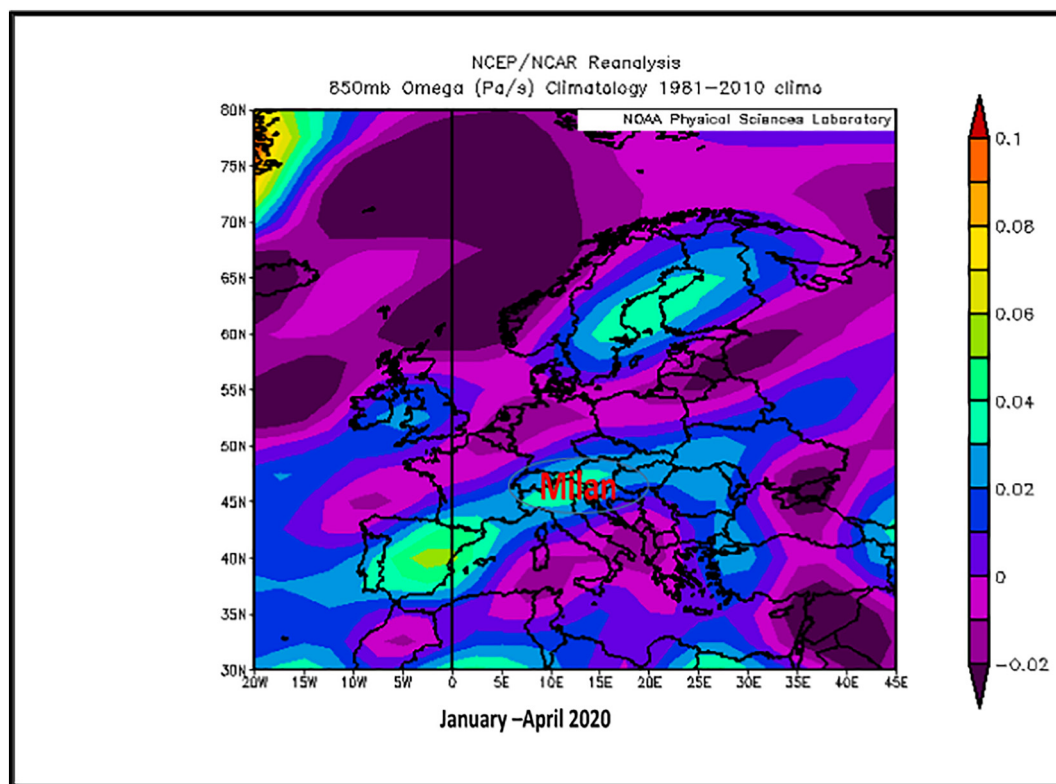 NCEP/NCAR Reanalysis
850mb Omega (Pa/s) Climatology 1981-2010 climo
NOAA Physical Sciences Laboratory
80N
75N
70N
65N
60N
55N
50N
45N
40N
35N
30N
20W 15W 10W 5W 0 5E 10E 15E 20E 25E 30E 35E 40E 45E
Milan
0.1
0.08
0.06
0.04
0.02
0
-0.02
January –April 2020